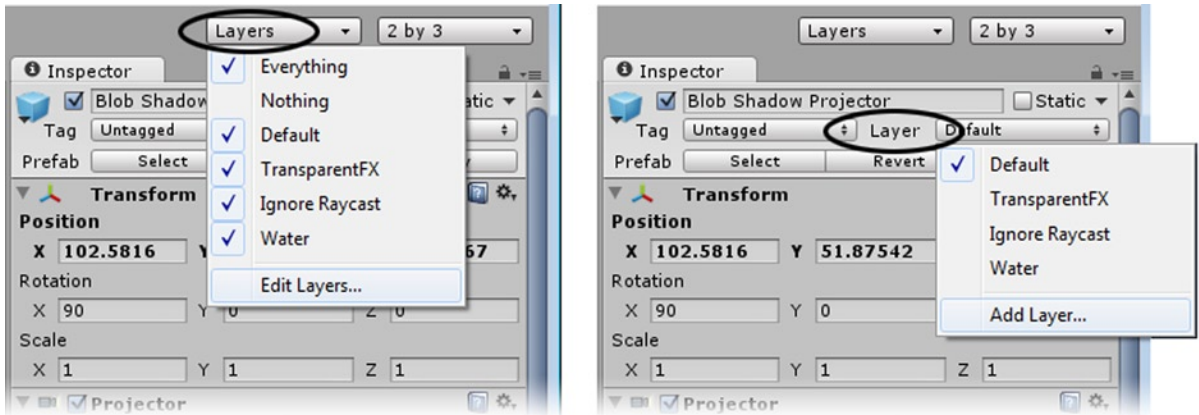 Layers 2 by 3
Inspector
Everything
Nothing
Default
TransparentFX
Ignore Raycast
Water
Edit Layers...
Blob Shadow atic
Tag Untagged
Prefab Select
Transform
Position
X 102.5816 Y 67
Rotation
X 90 Y 0 Z 0
Scale
X 1 Y 1 Z 1
Projector
Layers 2 by 3
Inspector
Blob Shadow Projector Static
Tag Untagged Layer Default
Prefab Select Revert
Default
TransparentFX
Ignore Raycast
Water
Add Layer...
Transform
Position
X 102.5816 Y 51.87542
Rotation
X 90 Y 0
Scale
X 1 Y 1 Z 1
Projector